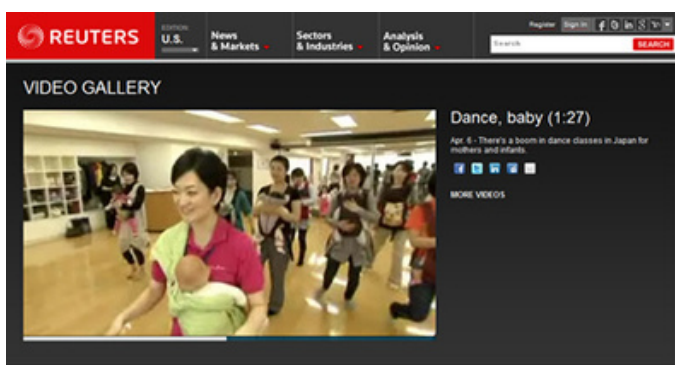 REUTERS
EDITION:
U.S.
News
& Markets
Sectors
& Industries
Analysis
& Opinion
Register Sign In
Search
SEARCH
VIDEO GALLERY
Dance, baby (1:27)
Apr. 6 - There's a boom in dance classes in Japan for
mothers and infants.
MORE VIDEOS